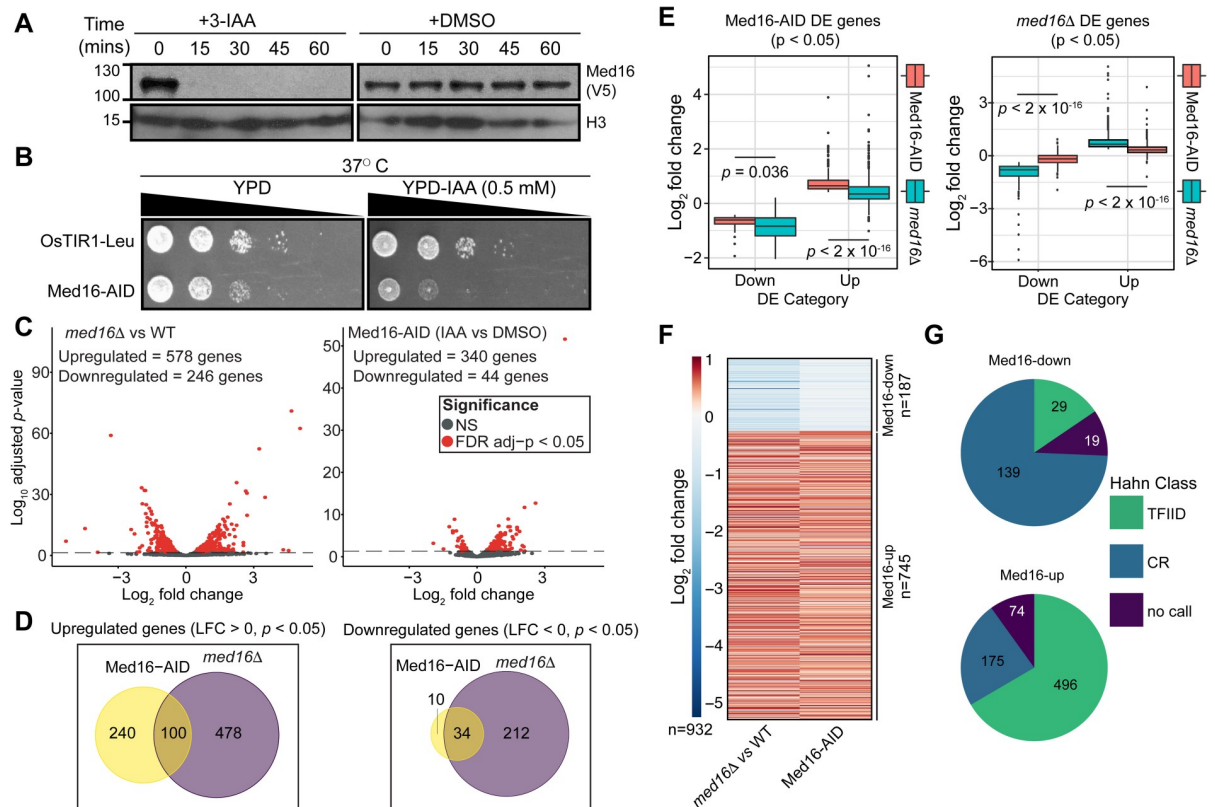 A
Time (mins)
+3-IAA
+DMSO
0 15 30 45 60
0 15 30 45 60
130
100
15
Med16 (V5)
H3
B
37° C
YPD
YPD-IAA (0.5 mM)
OsTIR1-Leu
Med16-AID
C
med16Δ vs WT
Upregulated = 578 genes
Downregulated = 246 genes
Med16-AID (IAA vs DMSO)
Upregulated = 340 genes
Downregulated = 44 genes
Significance
NS
FDR adj-p < 0.05
Log10 adjusted p-value
90
60
30
0
50
40
30
20
10
0
−3 0 3
−3 0 3
Log2 fold change
Log2 fold change
D
Upregulated genes (LFC > 0, p < 0.05)
Med16−AID
med16Δ
240 100 478
Downregulated genes (LFC < 0, p < 0.05)
Med16−AID
med16Δ
10
34 212
E
Med16-AID DE genes
(p < 0.05)
Log2 fold change
4
2
0
−2
p = 0.036
p < 2 x 10-16
Down Up
DE Category
Med16-AID
med16Δ
med16Δ DE genes
(p < 0.05)
Log2 fold change
3
0
−3
−6
p < 2 x 10-16
p < 2 x 10-16
Down Up
DE Category
Med16-AID
med16Δ
F
Log2 fold change
1
0
−1
−2
−3
−4
−5
n=932
Med16-down
n=187
Med16-up
n=745
med16Δ vs WT
Med16-AID
G
Med16-down
29
19
139
Hahn Class
TFIID
CR
no call
Med16-up
74
175
496